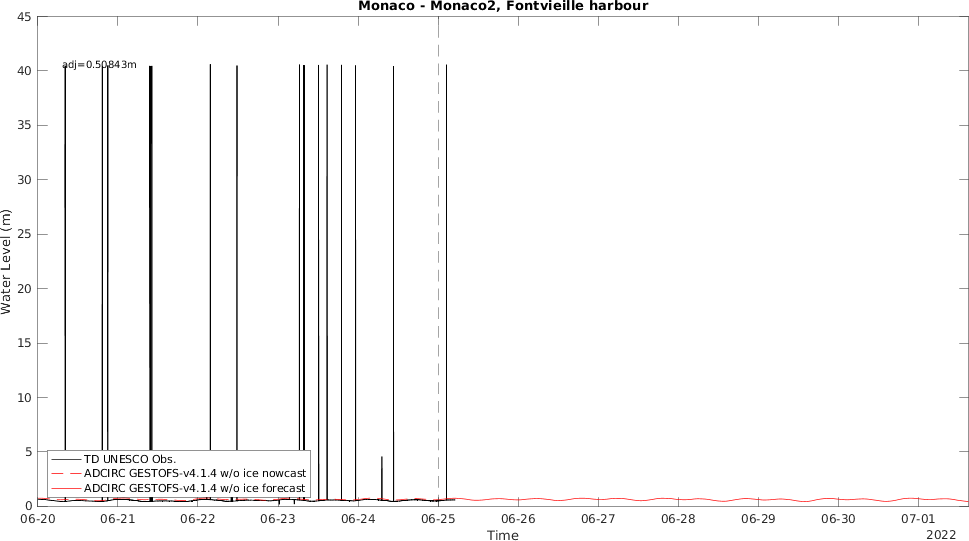 Monaco - Monaco2, Fontvieille harbour
45
40
35
30
25
20
15
10
5
0
Water Level (m)
adj=0.50843m
TD UNESCO Obs.
ADCIRC GESTOFS-v4.1.4 w/o ice nowcast
ADCIRC GESTOFS-v4.1.4 w/o ice forecast
06-20 06-21 06-22 06-23 06-24 06-25 06-26 06-27 06-28 06-29 06-30 07-01
2022
Time